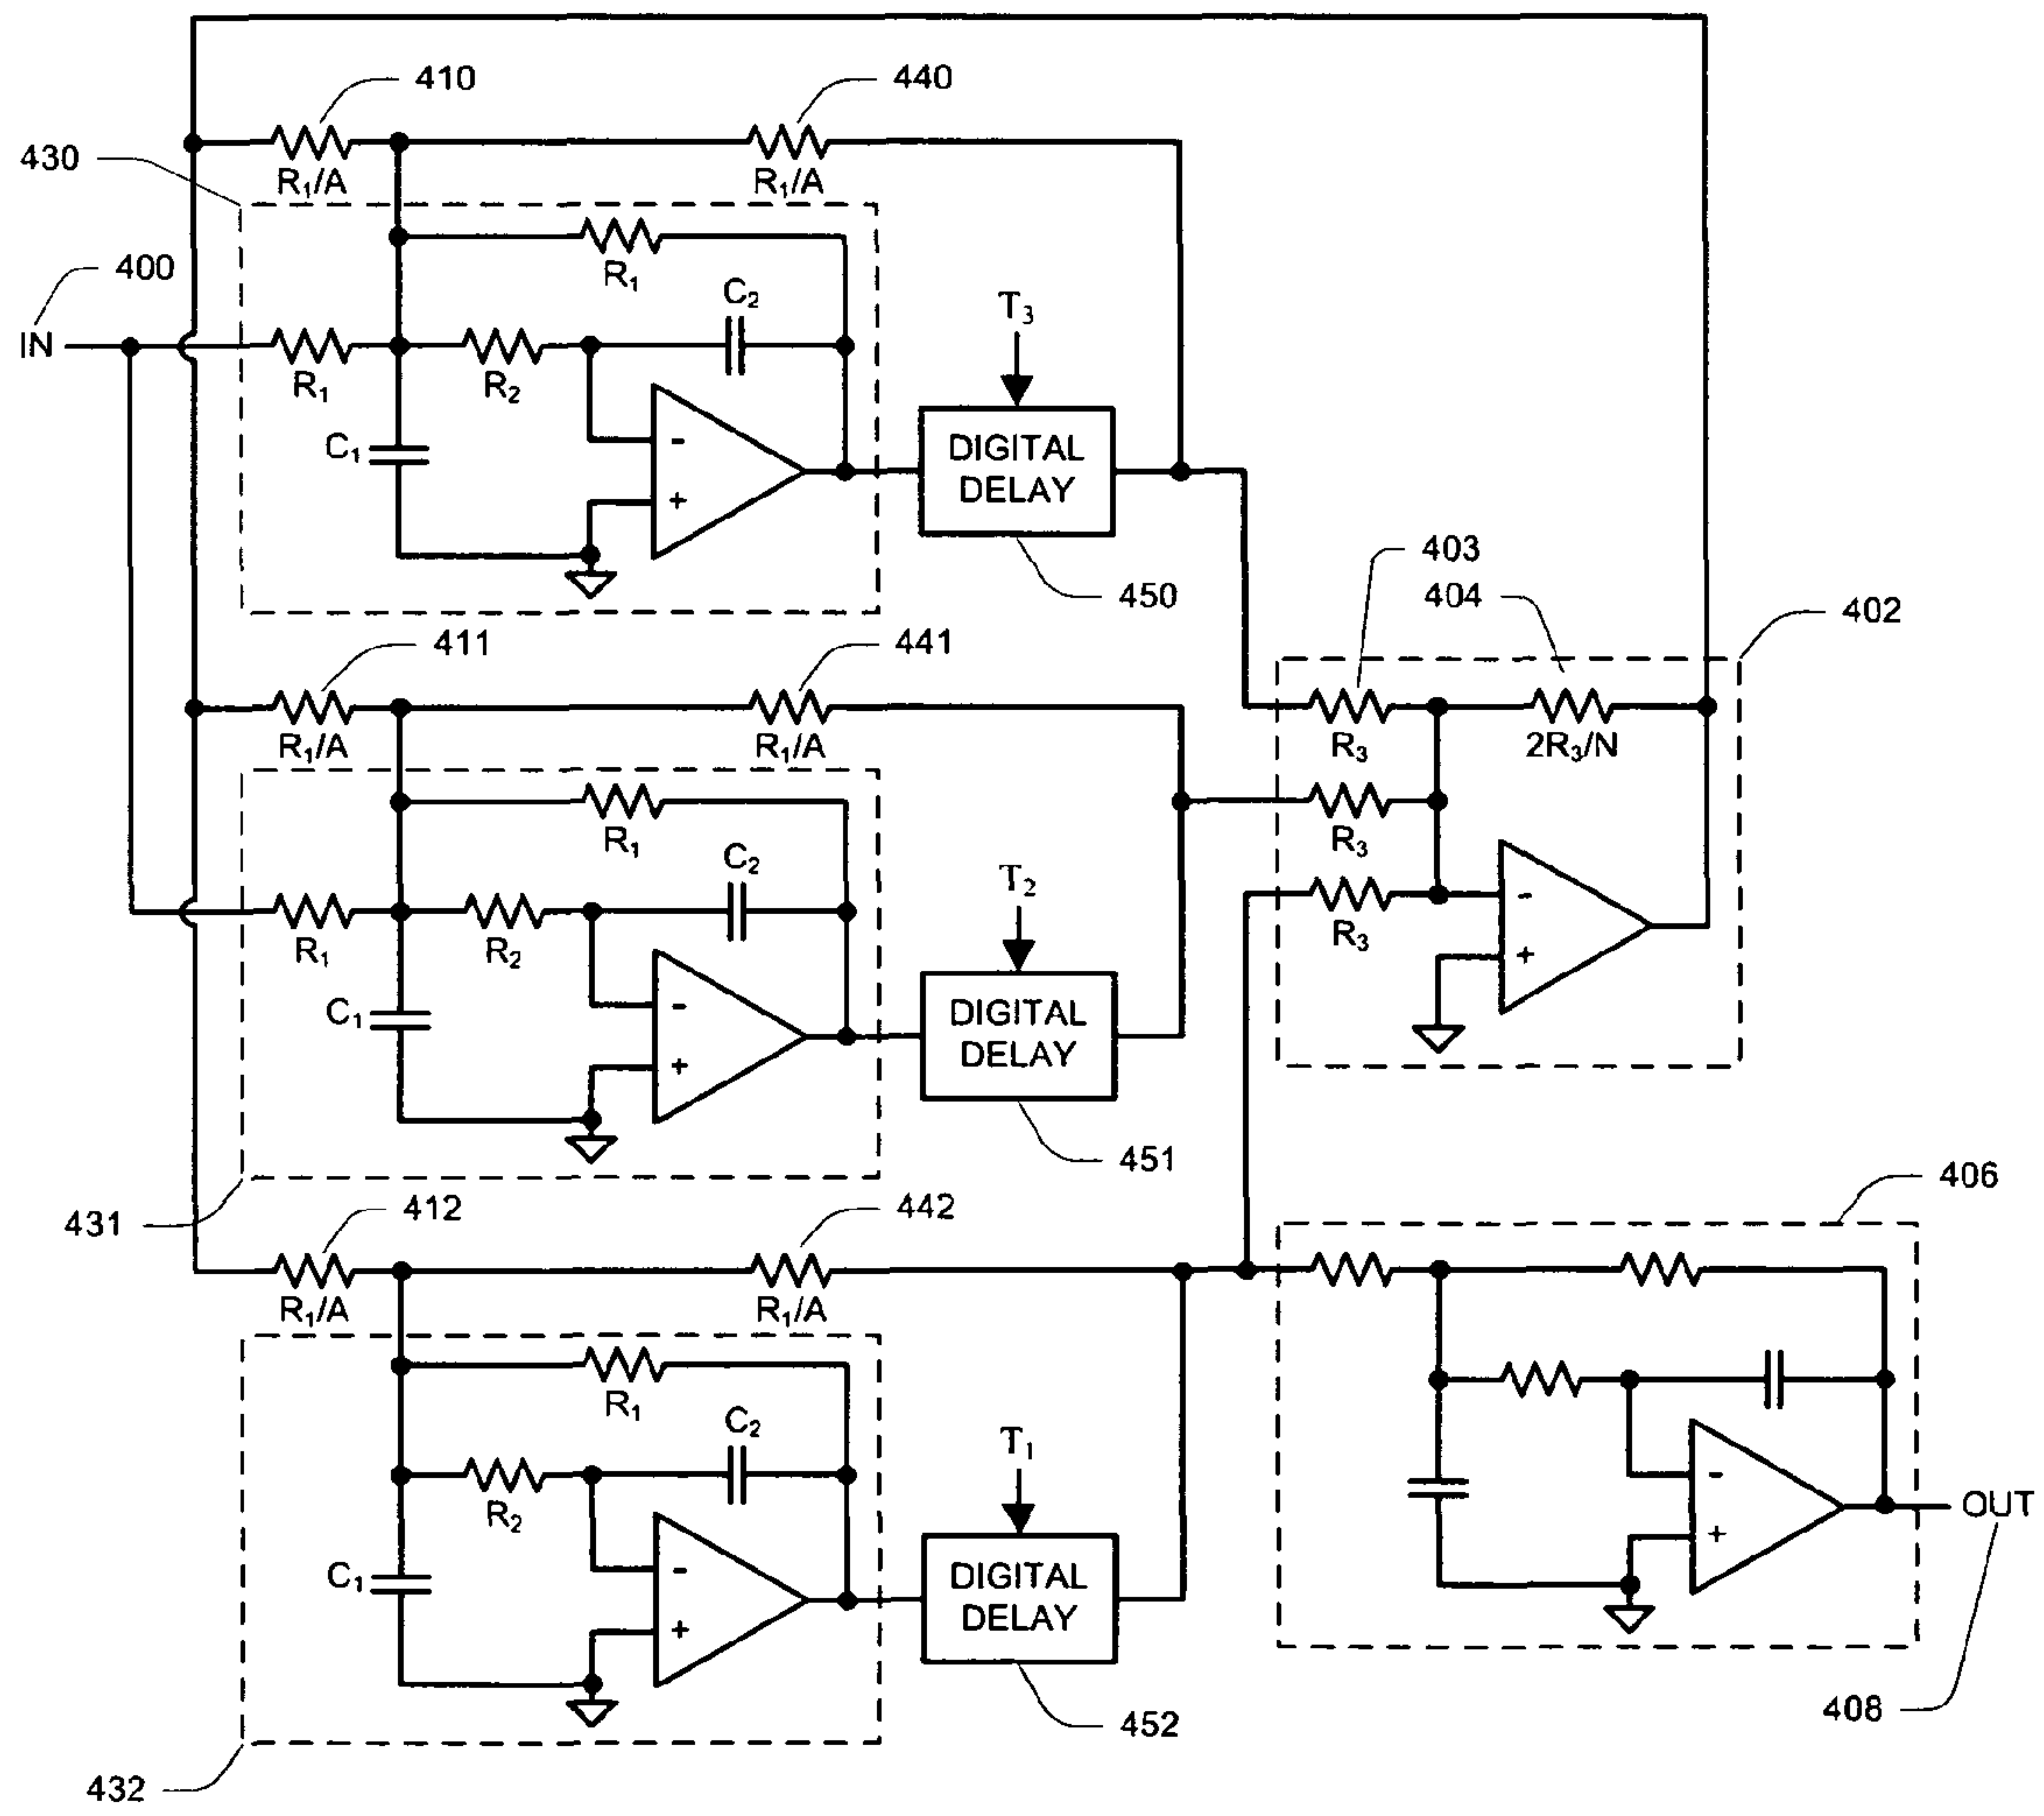 410
440
430
R₁/A
R₁/A
400
R₁
C₂
T₃
IN
R₁
R₂
C₁
-
DIGITAL
DELAY
+
403
450
404
402
411
441
R₁/A
R₁/A
R₃
2R₃/N
R₁
C₂
R₃
T₂
R₁
R₂
R₃
-
+
C₁
-
DIGITAL
DELAY
+
451
406
431
412
442
R₁/A
R₁/A
R₁
C₂
T₁
R₂
-
OUT
+
C₁
-
DIGITAL
DELAY
+
408
452
432